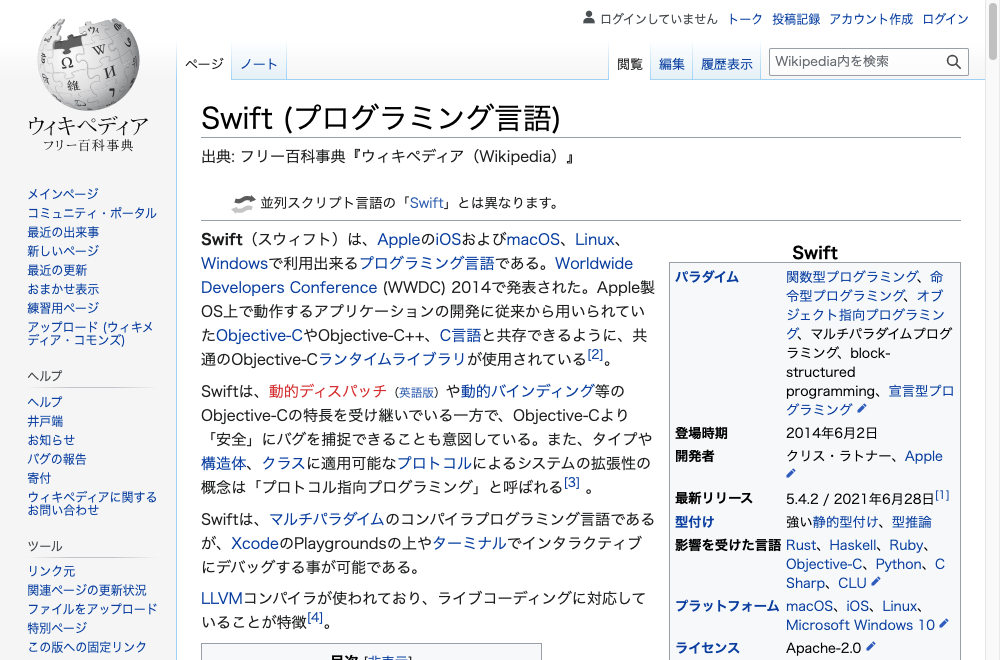 ログインしていません トーク 投稿記録 アカウント作成 ログイン
ページ ノート 閲覧 編集 履歴表示 Wikipedia内を検索
Ω W И 維
ウィキペディア
フリー百科事典
メインページ
コミュニティ・ポータル
最近の出来事
新しいページ
最近の更新
おまかせ表示
練習用ページ
アップロード (ウィキメ
ディア・コモンズ)
ヘルプ
ヘルプ
井戸端
お知らせ
バグの報告
寄付
ウィキペディアに関する
お問い合わせ
ツール
リンク元
関連ページの更新状況
ファイルをアップロード
特別ページ
この版への固定リンク
Swift (プログラミング言語)
出典: フリー百科事典『ウィキペディア（Wikipedia）』
並列スクリプト言語の「Swift」とは異なります。
Swift（スウィフト）は、AppleのiOSおよびmacOS、Linux、
Windowsで利用出来るプログラミング言語である。Worldwide
Developers Conference (WWDC) 2014で発表された。Apple製
OS上で動作するアプリケーションの開発に従来から用いられてい
たObjective-CやObjective-C++、C言語と共存できるように、共
通のObjective-Cランタイムライブラリが使用されている[2]。
Swiftは、動的ディスパッチ（英語版）や動的バインディング等の
Objective-Cの特長を受け継いでいる一方で、Objective-Cより
「安全」にバグを捕捉できることも意図している。また、タイプや
構造体、クラスに適用可能なプロトコルによるシステムの拡張性の
概念は「プロトコル指向プログラミング」と呼ばれる[3] 。
Swiftは、マルチパラダイムのコンパイラプログラミング言語である
が、XcodeのPlaygroundsの上やターミナルでインタラクティブ
にデバッグする事が可能である。
LLVMコンパイラが使われており、ライブコーディングに対応して
いることが特徴[4]。
目次 [非表示]
Swift
パラダイム 関数型プログラミング、命
令型プログラミング、オブ
ジェクト指向プログラミン
グ、マルチパラダイムプログ
ラミング、block-
structured
programming、宣言型プロ
グラミング
登場時期 2014年6月2日
開発者 クリス・ラトナー、Apple
最新リリース 5.4.2 / 2021年6月28日[1]
型付け 強い静的型付け、型推論
影響を受けた言語 Rust、Haskell、Ruby、
Objective-C、Python、C
Sharp、CLU
プラットフォーム macOS、iOS、Linux、
Microsoft Windows 10
ライセンス Apache-2.0